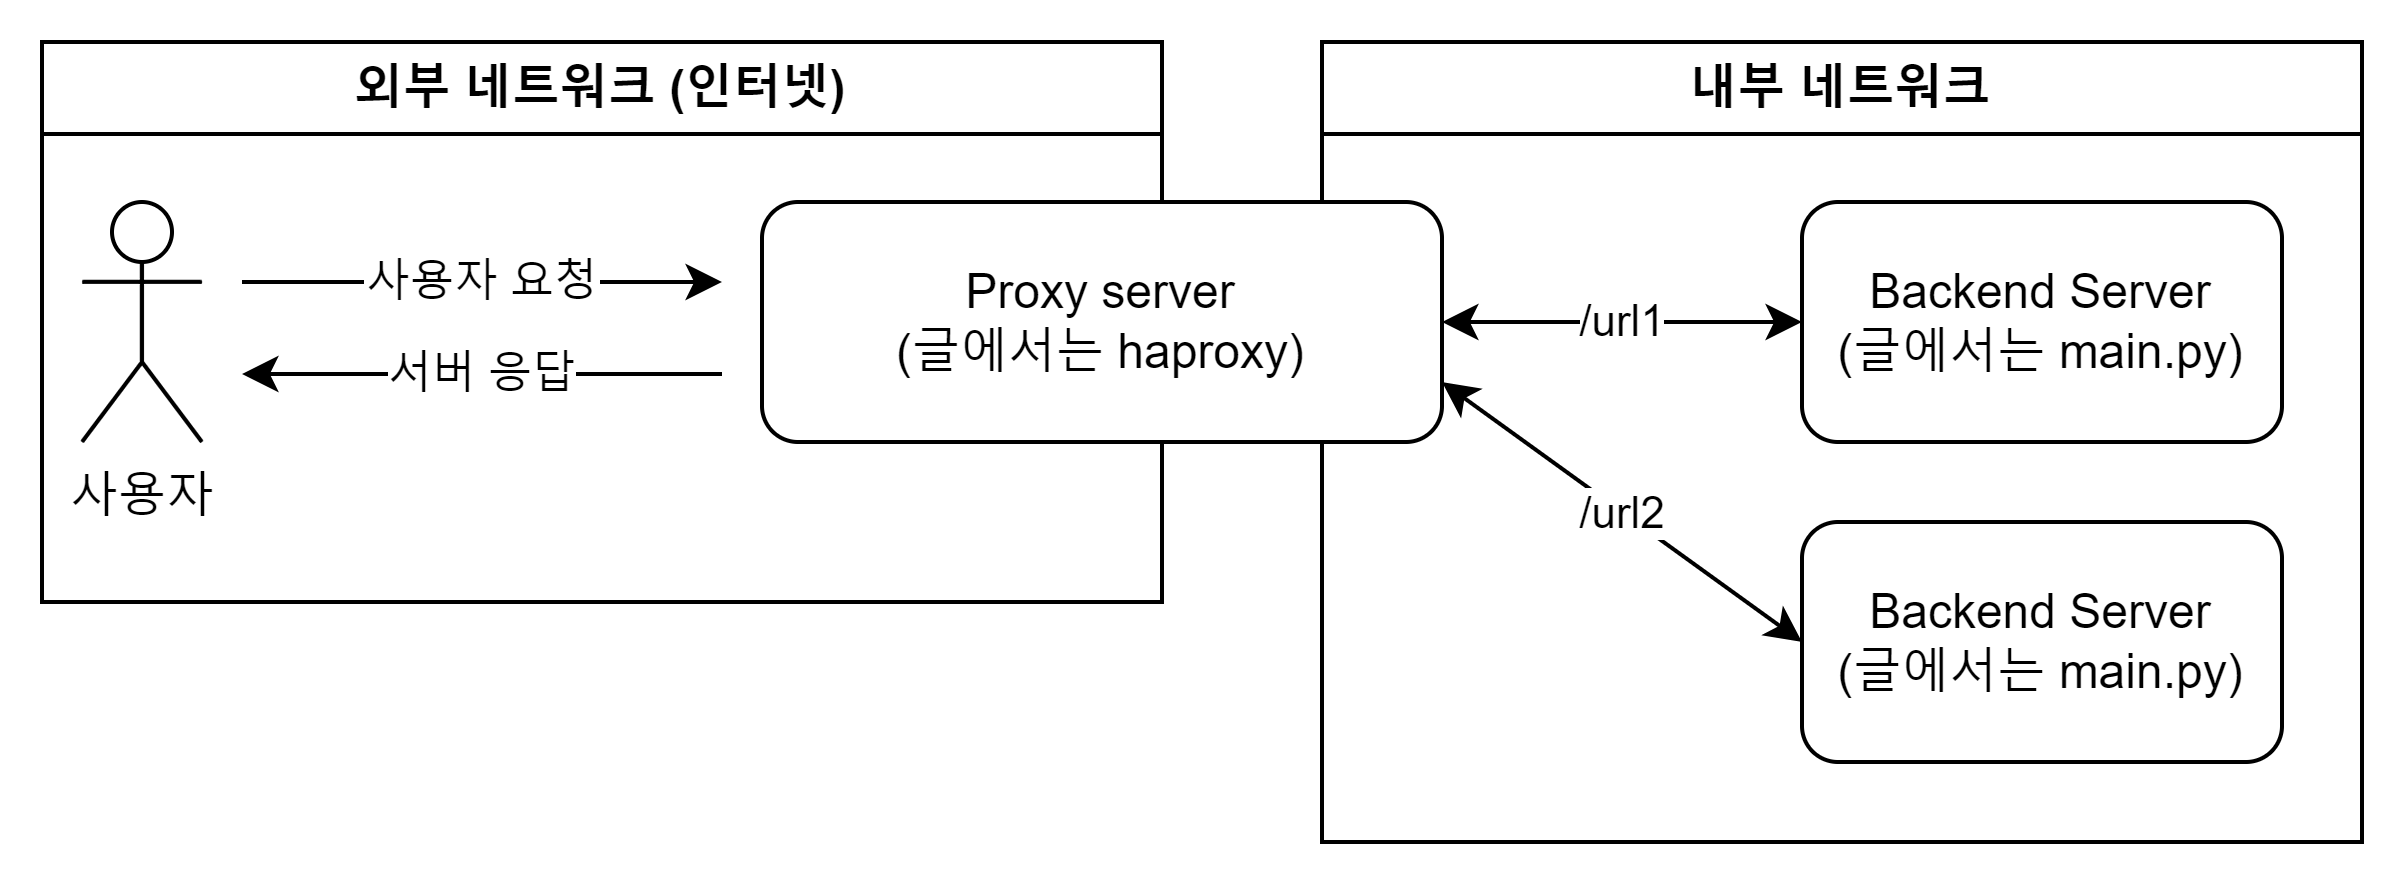 외부 네트워크 (인터넷)
내부 네트워크
사용자 요청
서버 응답
사용자
Proxy server
(글에서는 haproxy)
/url1
/url2
Backend Server
(글에서는 main.py)
Backend Server
(글에서는 main.py)